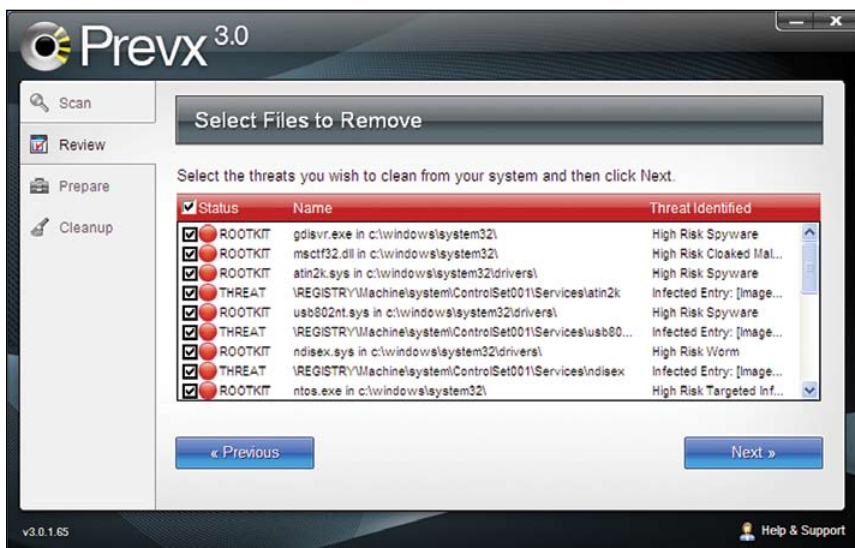 Prevx 3.0
Scan
Review
Prepare
Cleanup
Select Files to Remove
Select the threats you wish to clean from your system and then click Next.
Status Name Threat Identified
ROOTKIT gdisvr.exe in c:\windows\system32\ High Risk Spyware
ROOTKIT msctf32.dll in c:\windows\system32\ High Risk Cloaked Mal...
ROOTKIT atin2k.sys in c:\windows\system32\drivers\ High Risk Spyware
THREAT \REGISTRY\Machine\system\ControlSet001\Services\atin2k Infected Entry: [Image...
ROOTKIT usb802nt.sys in c:\windows\system32\drivers\ High Risk Spyware
THREAT \REGISTRY\Machine\system\ControlSet001\Services\usb80... Infected Entry: [Image...
ROOTKIT ndisex.sys in c:\windows\system32\drivers\ High Risk Worm
THREAT \REGISTRY\Machine\system\ControlSet001\Services\ndisex Infected Entry: [Image...
ROOTKIT ntos.exe in c:\windows\system32\ High Risk Targeted Inf...
« Previous
Next »
v3.0.1.65
Help & Support